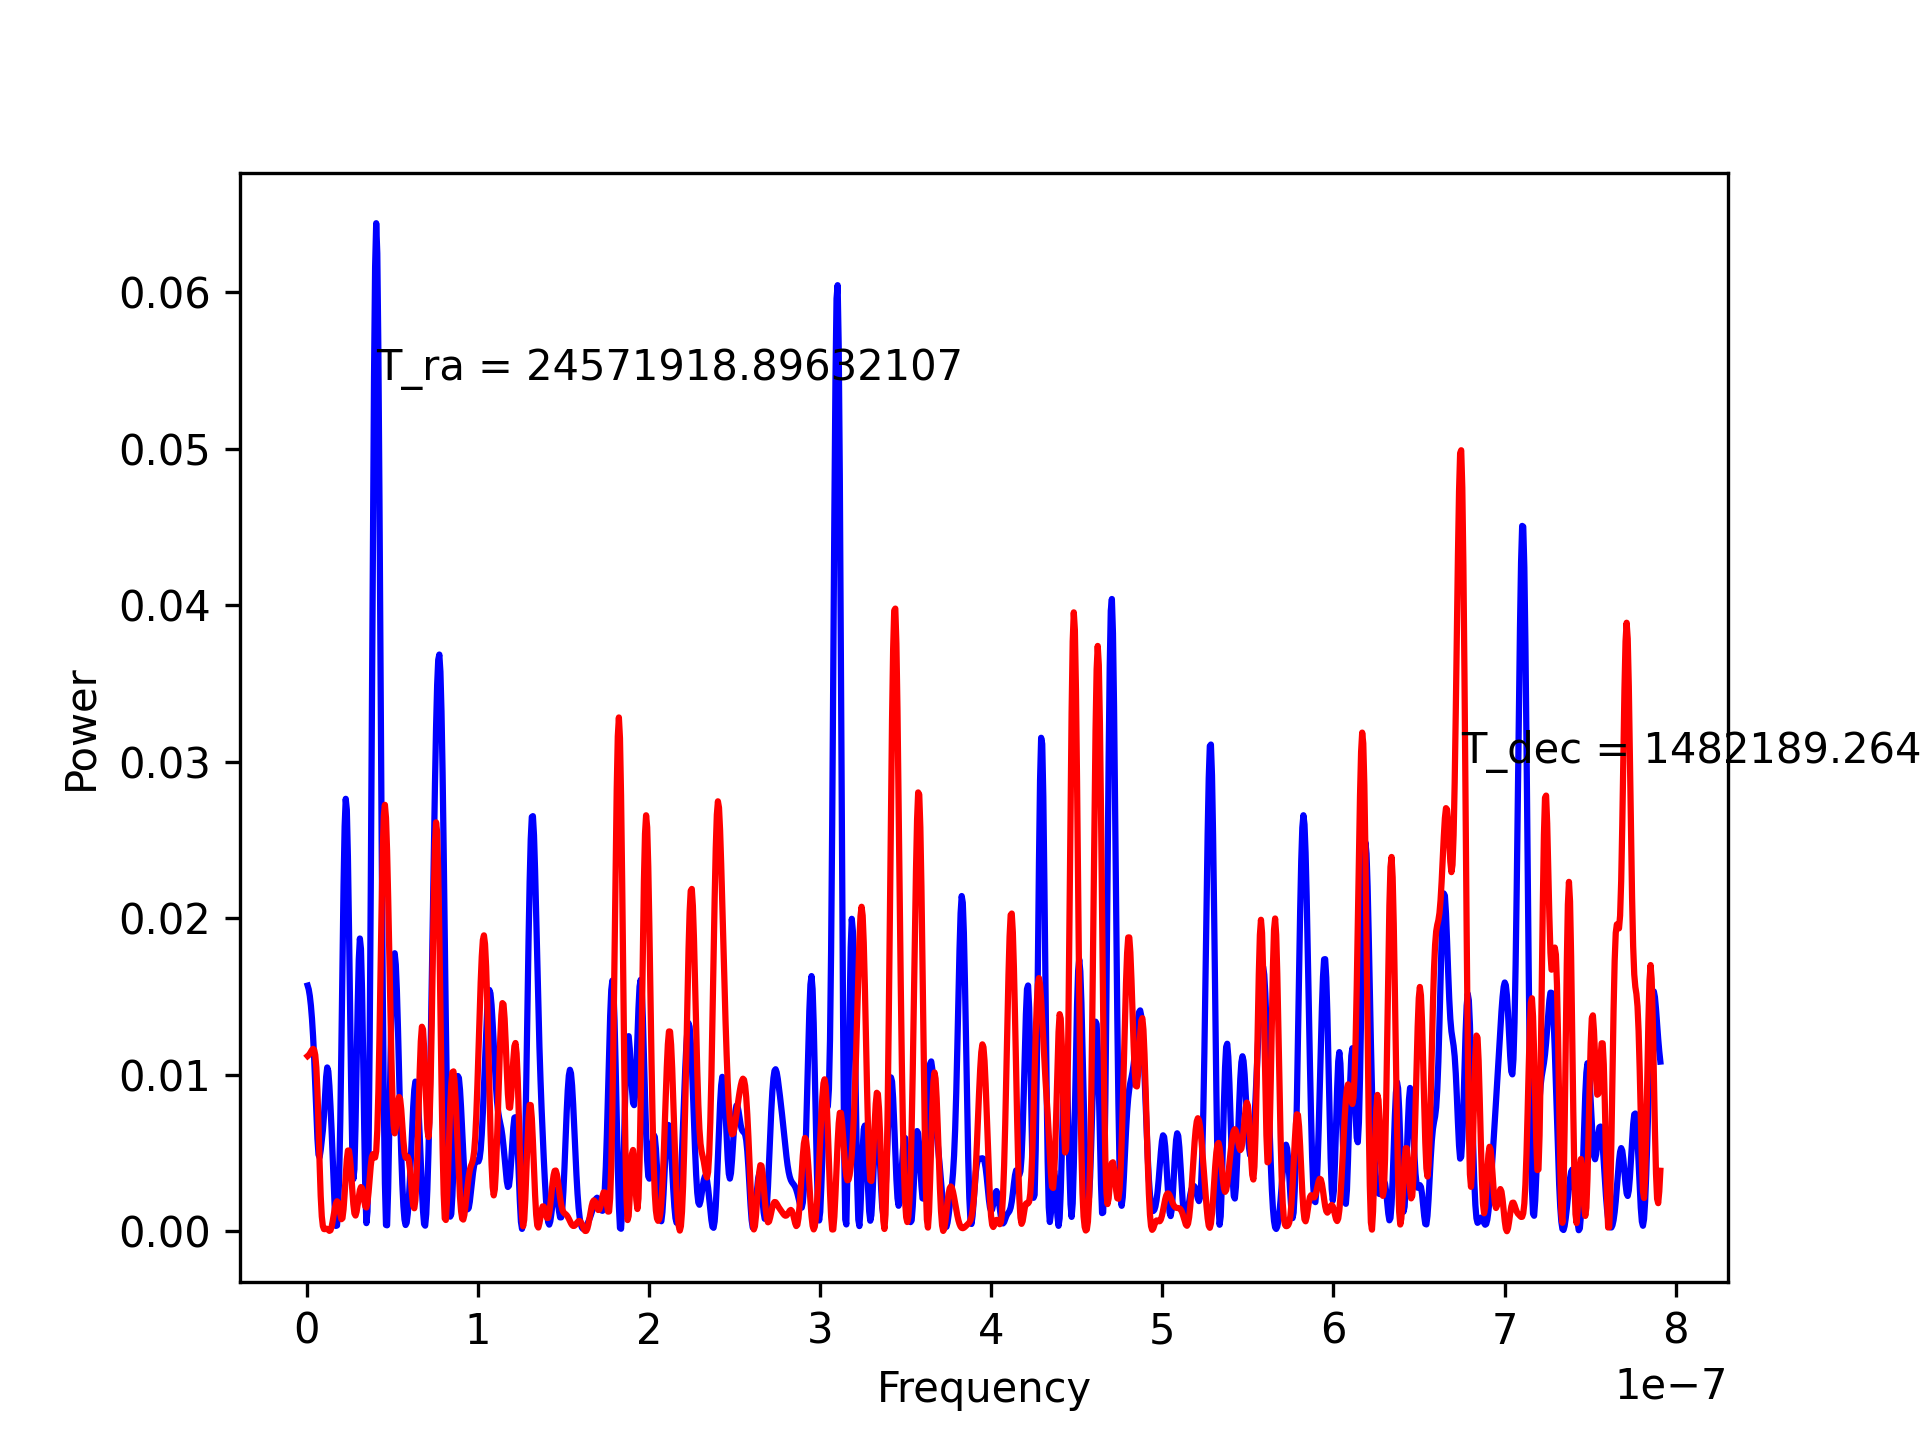 0.06
T_ra = 24571918.89632107
0.05
0.04
Power
0.03
T_dec = 1482189.264
0.02
0.01
0.00
0 1 2 3 4 5 6 7 8
Frequency
1e−7